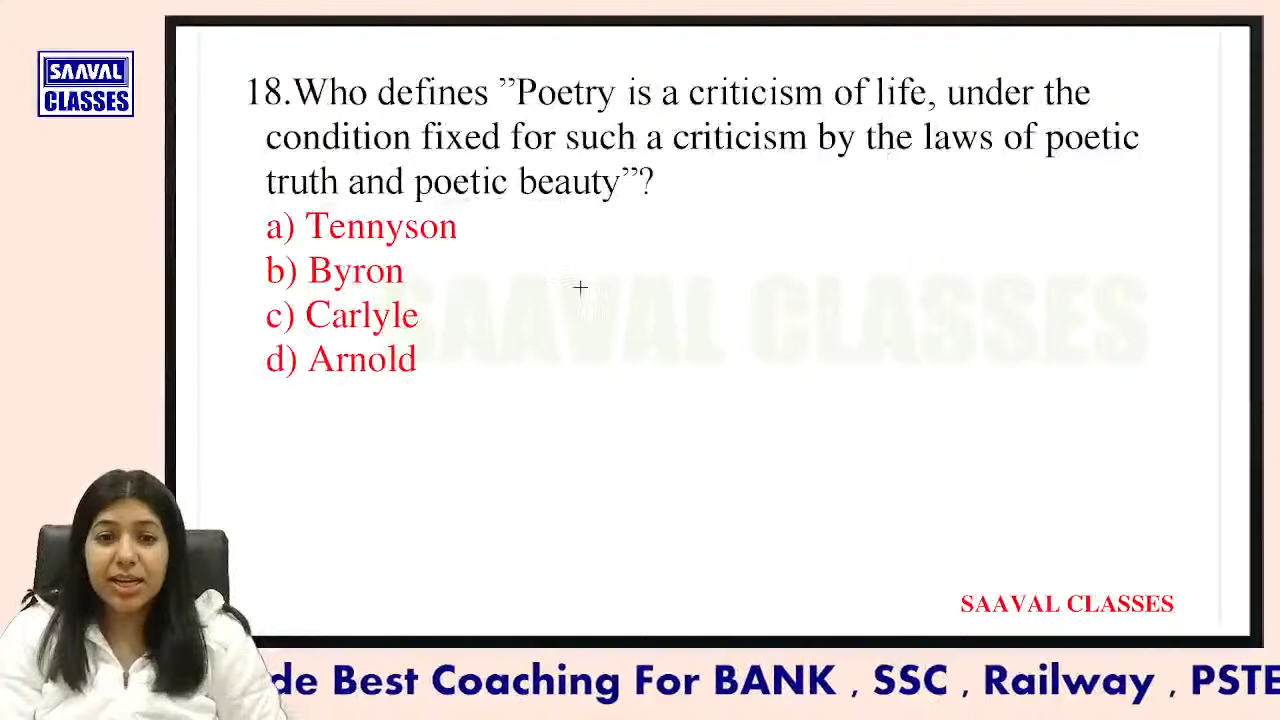 SAAVAL
CLASSES
18.Who defines ”Poetry is a criticism of life, under the
condition fixed for such a criticism by the laws of poetic
truth and poetic beauty”?
a) Tennyson
b) Byron
c) Carlyle
d) Arnold
SAAVAL CLASSES
SAAVAL CLASSES
de Best Coaching For BANK , SSC , Railway , PSTE